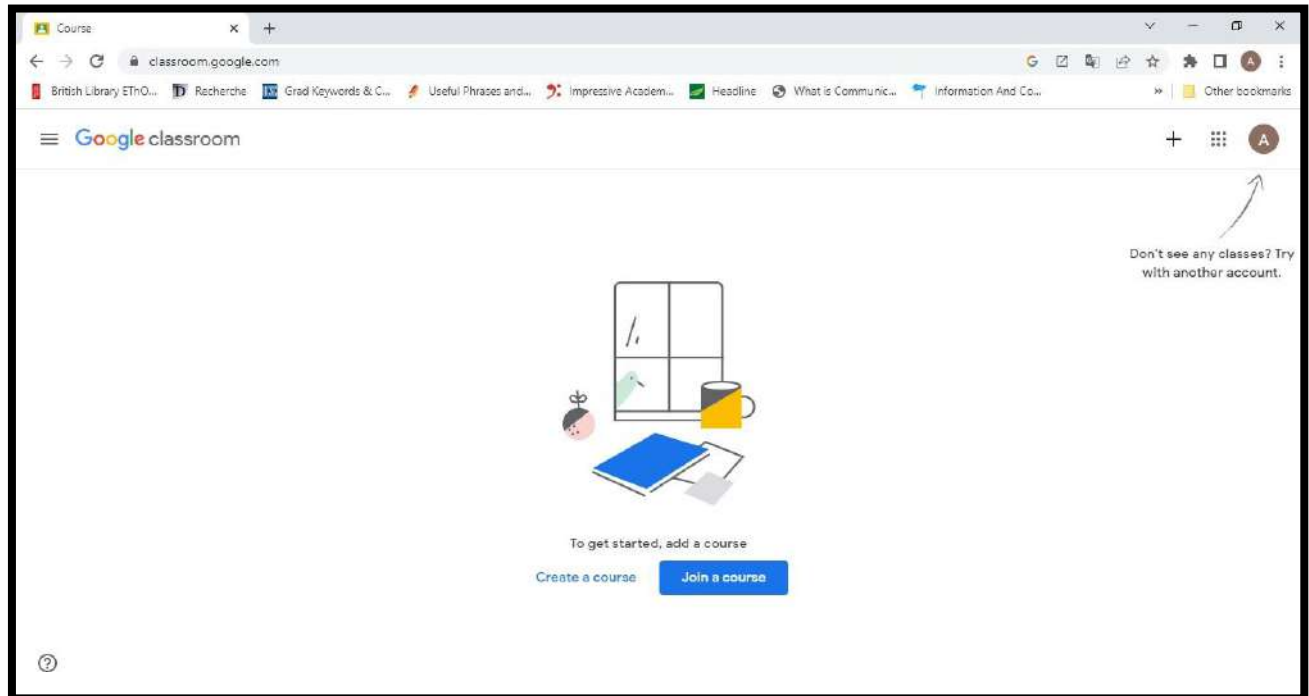 Course
classroom.google.com
British Library EThO... Recherche Grad Keywords & C... Useful Phrases and... Impressive Academ... Headline What is Communic... Information And Co... » Other bookmarks
Google classroom
A
Don't see any classes? Try
with another account.
To get started, add a course
Create a course Join a course